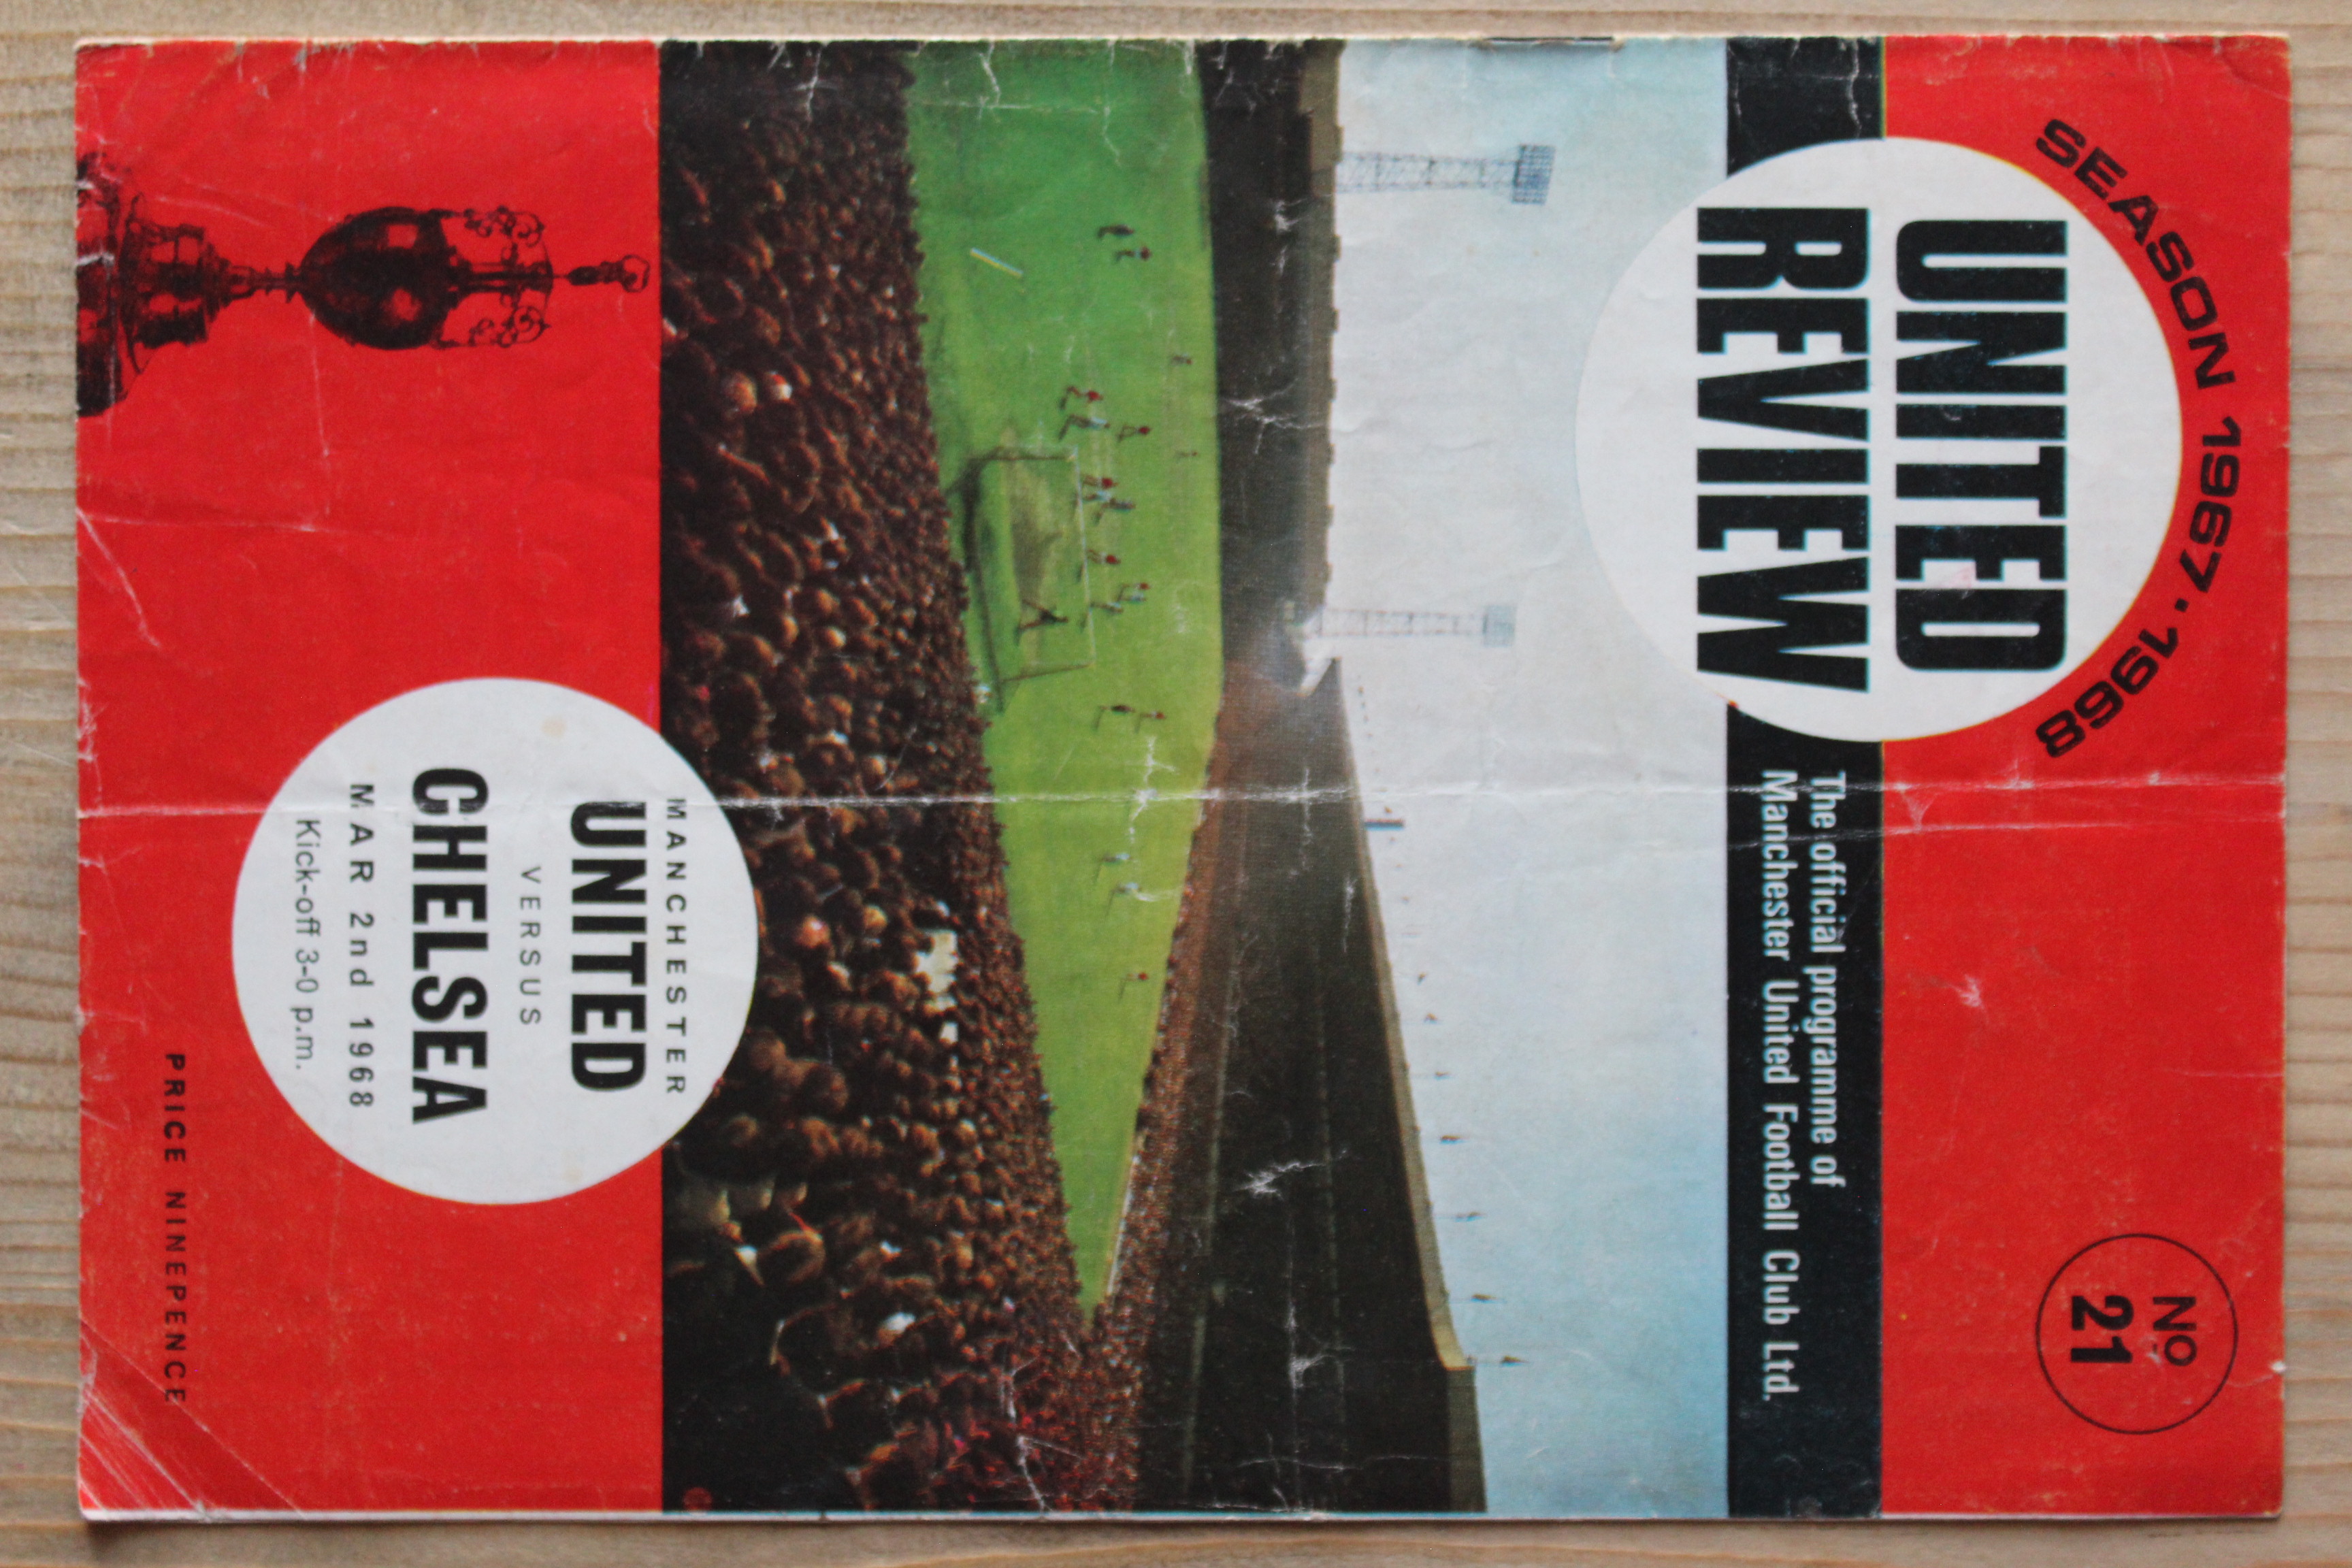 SEASON 1967·1968
UNITED
REVIEW
No.
21
The official programme of
Manchester United Football Club Ltd.
MANCHESTER
UNITED
VERSUS
CHELSEA
MAR 2nd 1968
Kick-off 3-0 p.m.
PRICE NINEPENCE